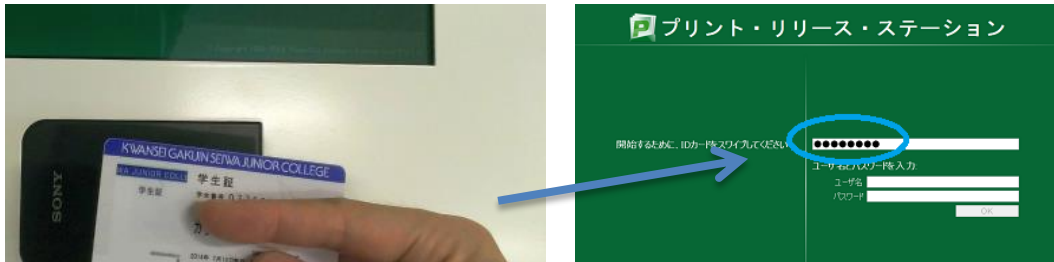 SONY
KWANSEI GAKUIN SEIWA JUNIOR COLLEGE
学生証
学生証
プリント・リリース・ステーション
開始するために、IDカードをスワイプしてください
●●●●●●●●
ユーザ名とパスワードを入力:
ユーザ名
パスワード
OK